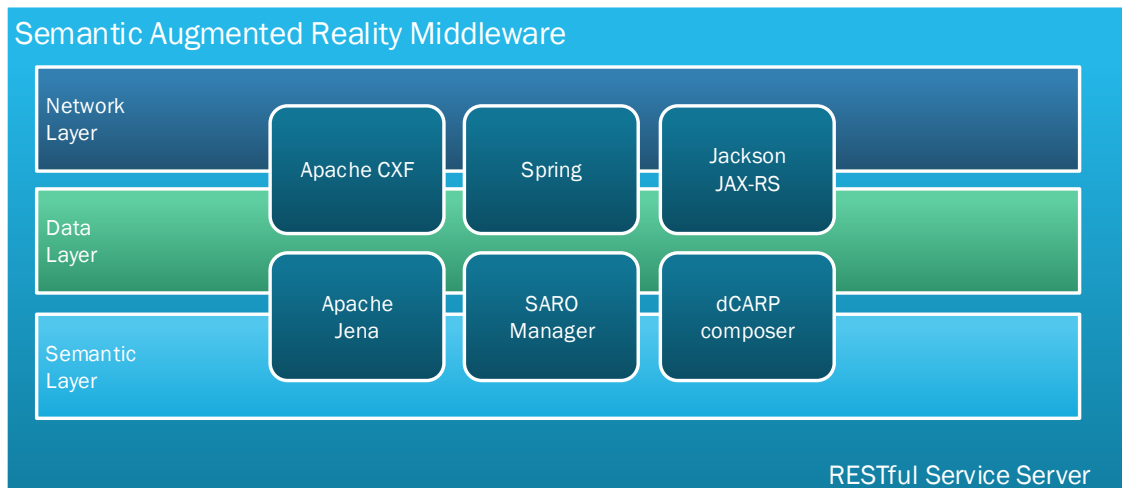 Semantic Augmented Reality Middleware
Network
Layer
Apache CXF
Spring
Jackson
JAX-RS
Data
Layer
Apache
Jena
SARO
Manager
dCARP
composer
Semantic
Layer
RESTful Service Server